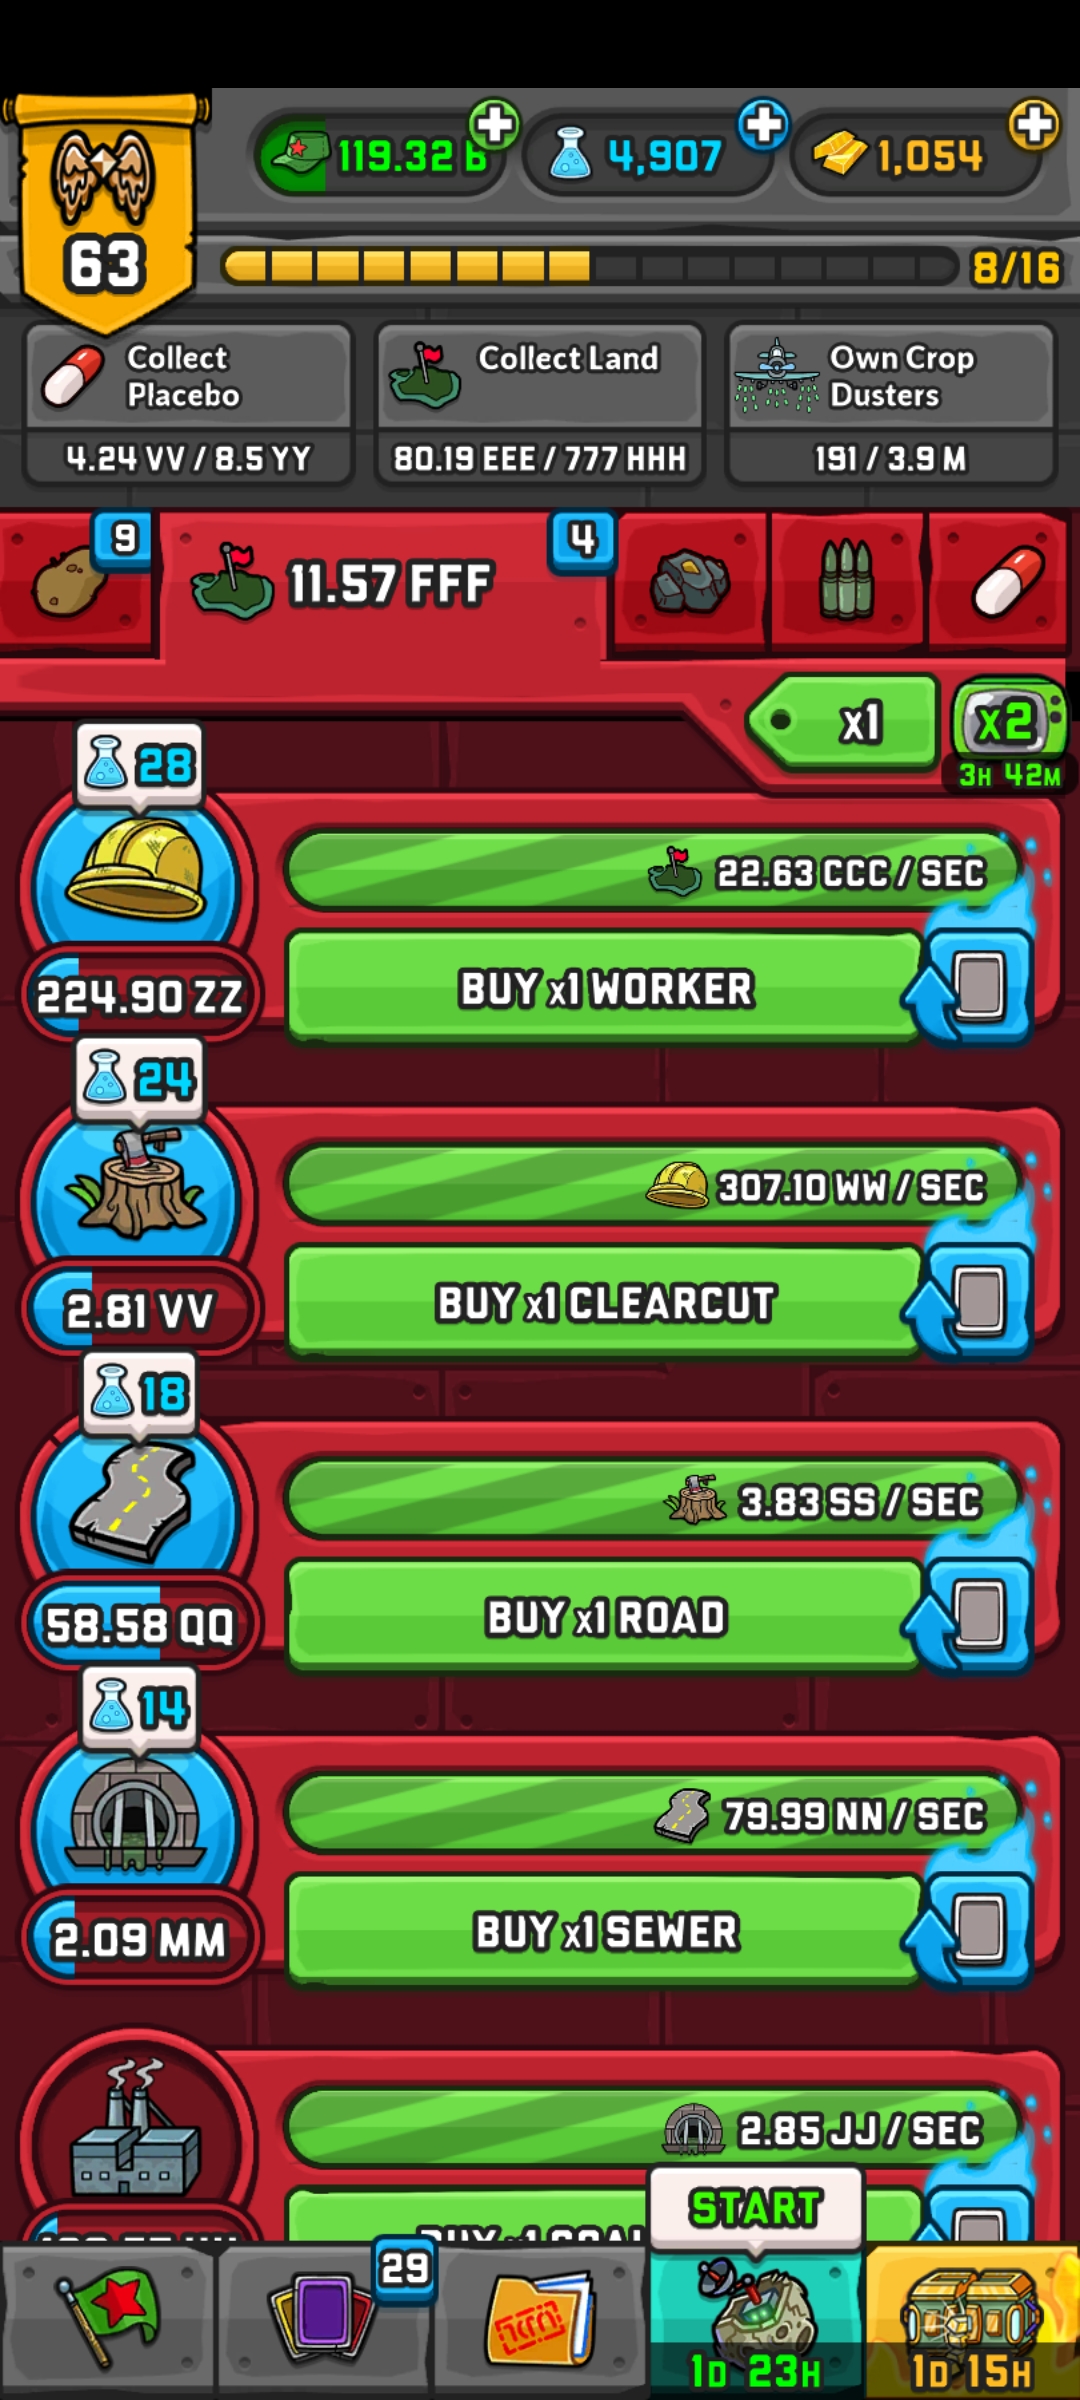 119.32 B
4,907
1,054
63
8/16
Collect
Placebo
4.24 VV / 8.5 YY
Collect Land
80.19 EEE / 777 HHH
Own Crop
Dusters
191 / 3.9 M
9
11.57 FFF
4
x1
x2
3H 42M
28
22.63 CCC / SEC
224.90 ZZ
BUY x1 WORKER
24
307.10 WW / SEC
2.81 VV
BUY x1 CLEARCUT
18
3.83 SS / SEC
58.58 QQ
BUY x1 ROAD
14
79.99 NN / SEC
2.09 MM
BUY x1 SEWER
2.85 JJ / SEC
START
29
1D 23H
1D 15H